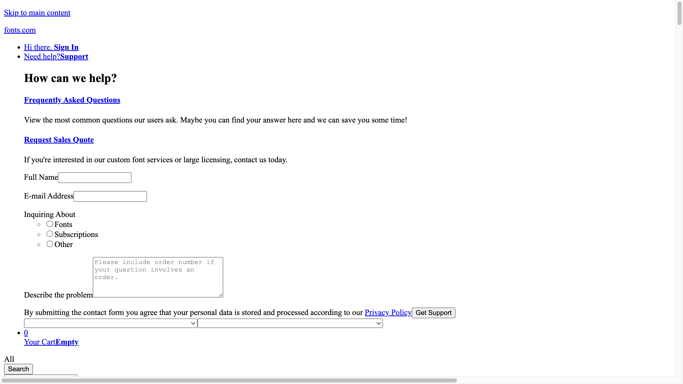 Skip to main content
fonts.com
Hi there. Sign In
Need help?Support
How can we help?
Frequently Asked Questions
View the most common questions our users ask. Maybe you can find your answer here and we can save you some time!
Request Sales Quote
If you're interested in our custom font services or large licensing, contact us today.
Full Name
E-mail Address
Inquiring About
Fonts
Subscriptions
Other
Please include order number if
your question involves an
order.
Describe the problem
By submitting the contact form you agree that your personal data is stored and processed according to our Privacy Policy Get Support
0
Your CartEmpty
All
Search